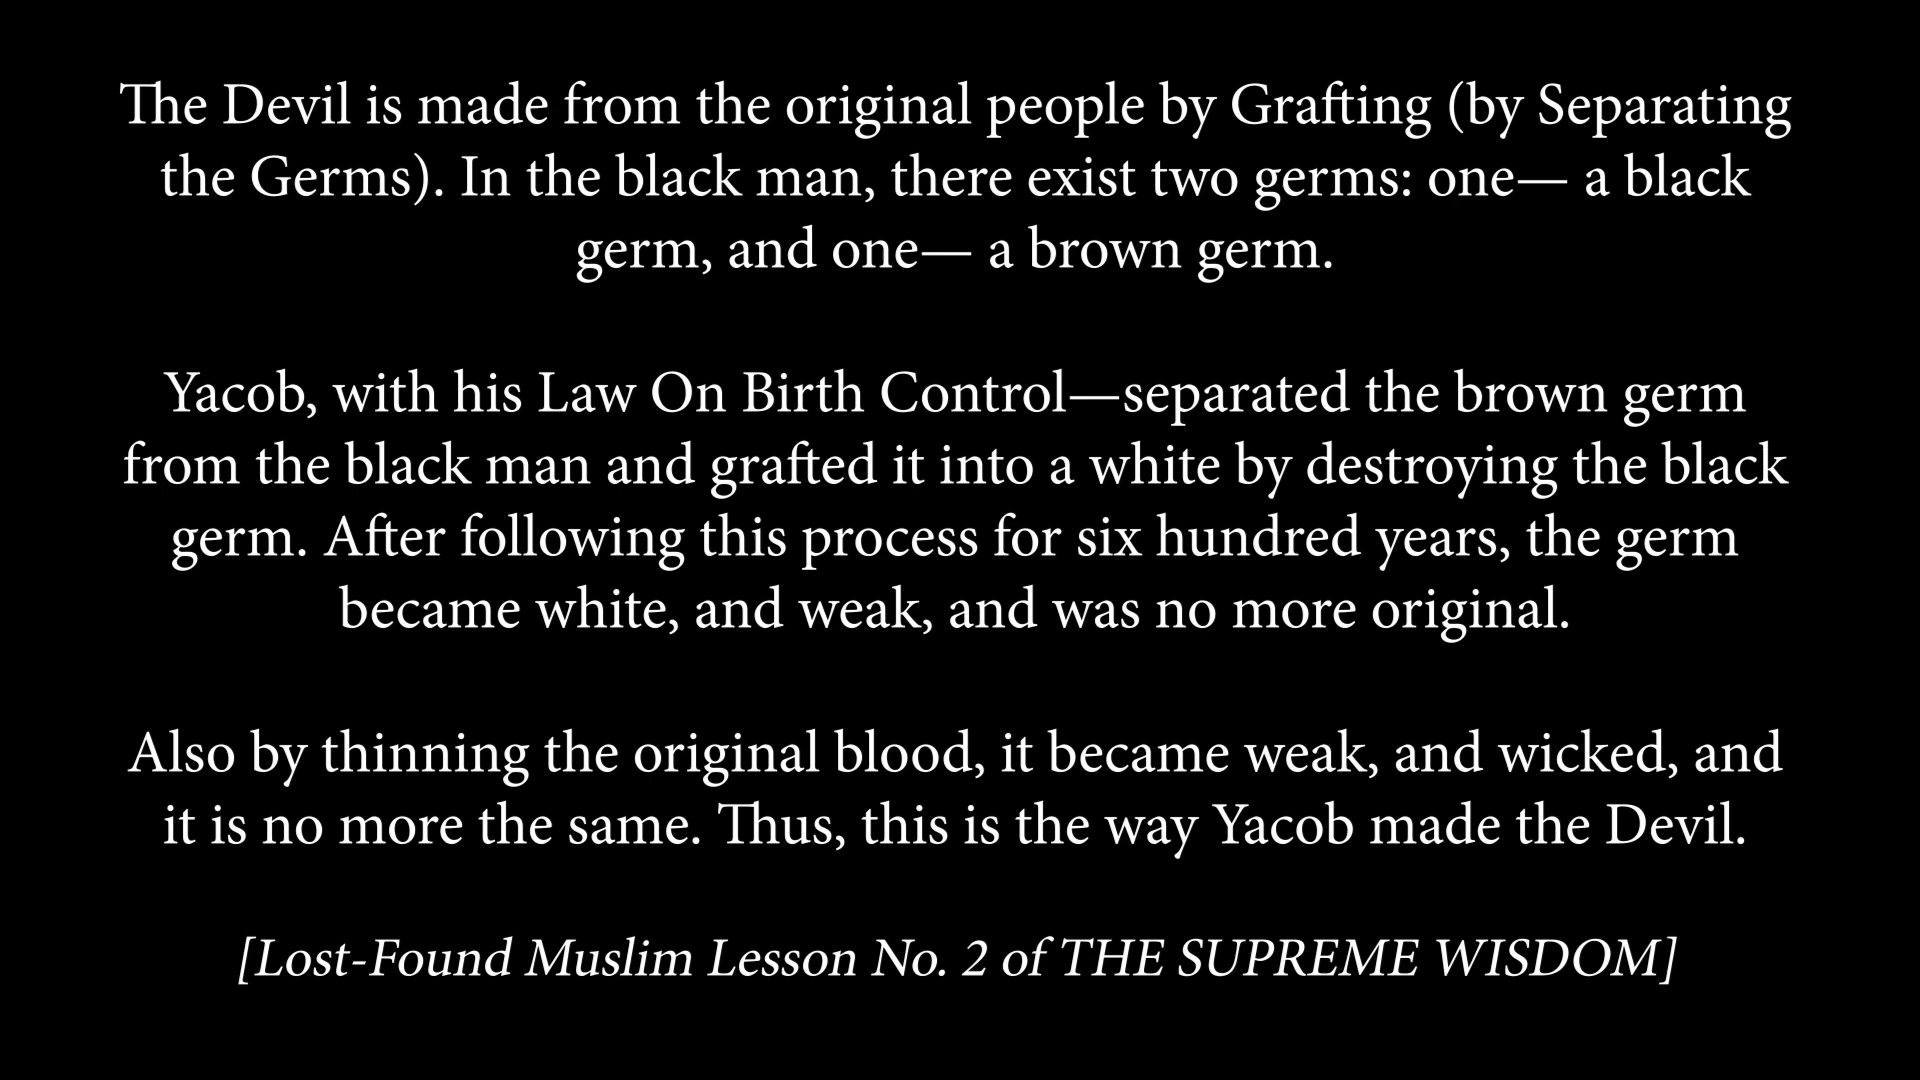 The Devil is made from the original people by Grafting (by Separating
the Germs). In the black man, there exist two germs: one— a black
germ, and one— a brown germ.
Yacob, with his Law On Birth Control—separated the brown germ
from the black man and grafted it into a white by destroying the black
germ. After following this process for six hundred years, the germ
became white, and weak, and was no more original.
Also by thinning the original blood, it became weak, and wicked, and
it is no more the same. Thus, this is the way Yacob made the Devil.
[Lost-Found Muslim Lesson No. 2 of THE SUPREME WISDOM]